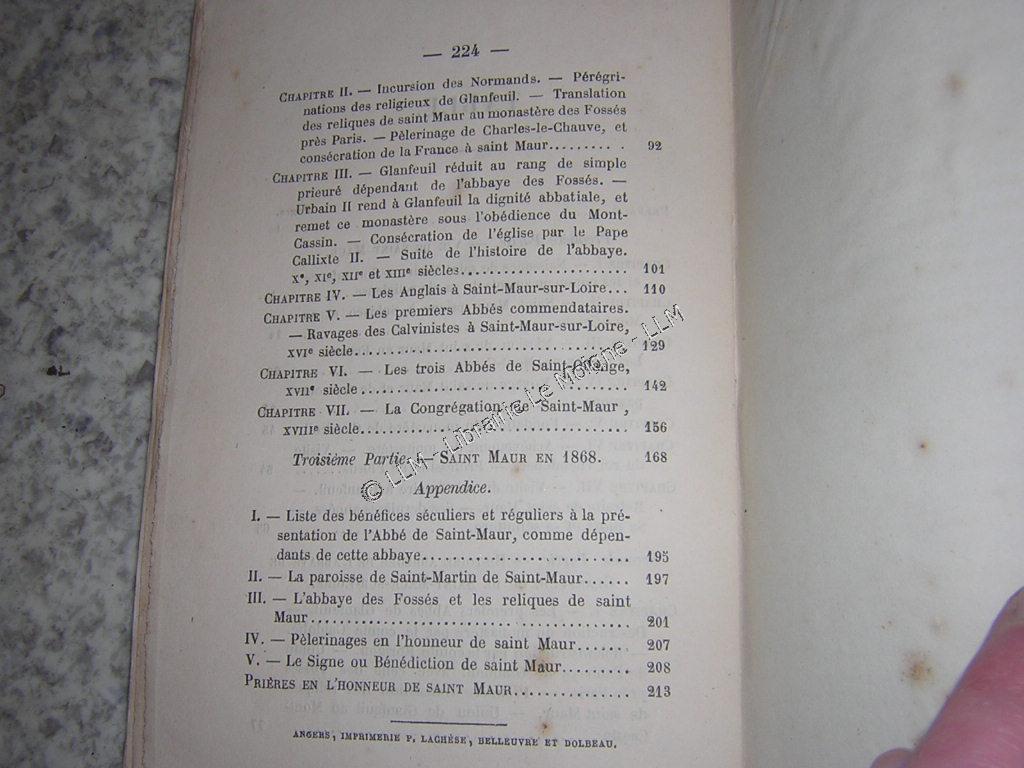 — 224 —
CHAPITRE II. — Incursion des Normands. — Pérégri-
nations des religieux de Glanfeuil. — Translation
des reliques de saint Maur au monastère des Fossés
près Paris. — Pèlerinage de Charles-le-Chauve, et
consécration de la France à saint Maur.......... 92
CHAPITRE III. — Glanfeuil réduit au rang de simple
prieuré dépendant de l'abbaye des Fossés. —
Urbain II rend à Glanfeuil la dignité abbatiale, et
remet ce monastère sous l'obédience du Mont-
Cassin. — Consécration de l'église par le Pape
Callixte II. — Suite de l'histoire de l'abbaye.
Xe, XIe, XIIe et XIIIe siècles.................... 101
CHAPITRE IV. — Les Anglais à Saint-Maur-sur-Loire... 110
CHAPITRE V. — Les premiers Abbés commendataires.
— Ravages des Calvinistes à Saint-Maur-sur-Loire,
XVIe siècle................................ 129
CHAPITRE VI. — Les trois Abbés de
XVIIe siècle............................... 142
CHAPITRE VII. — La Congrégation de Saint-Maur,
XVIIIe siècle............................... 156
Troisième Partie. — SAINT MAUR EN 1868. 168
Appendice.
I. — Liste des bénéfices séculiers et réguliers à la pré-
sentation de l'Abbé de Saint-Maur, comme dépen-
dants de cette abbaye........................ 195
II. — La paroisse de Saint-Martin de Saint-Maur...... 197
III. — L'abbaye des Fossés et les reliques de saint
Maur.................................... 201
IV. — Pèlerinages en l'honneur de saint Maur....... 207
V. — Le Signe ou Bénédiction de saint Maur......... 208
PRIÈRES EN L'HONNEUR DE SAINT MAUR.............. 213
ANGERS, IMPRIMERIE P. LACHÈSE, BELLEUVRE ET DOLBEAU.
© LLM - Librairie Le Moigne - LLM